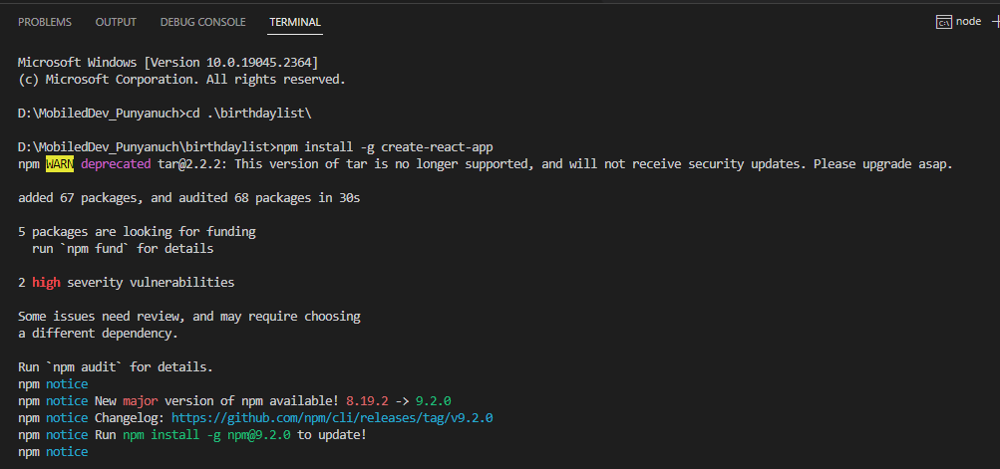 PROBLEMS OUTPUT DEBUG CONSOLE TERMINAL node
Microsoft Windows [Version 10.0.19045.2364]
(c) Microsoft Corporation. All rights reserved.
D:\MobiledDev_Punyanuch>cd .\birthdaylist\
D:\MobiledDev_Punyanuch\birthdaylist>npm install -g create-react-app
npm WARN deprecated tar@2.2.2: This version of tar is no longer supported, and will not receive security updates. Please upgrade asap.
added 67 packages, and audited 68 packages in 30s
5 packages are looking for funding
  run `npm fund` for details
2 high severity vulnerabilities
Some issues need review, and may require choosing
a different dependency.
Run `npm audit` for details.
npm notice
npm notice New major version of npm available! 8.19.2 -> 9.2.0
npm notice Changelog: https://github.com/npm/cli/releases/tag/v9.2.0
npm notice Run npm install -g npm@9.2.0 to update!
npm notice